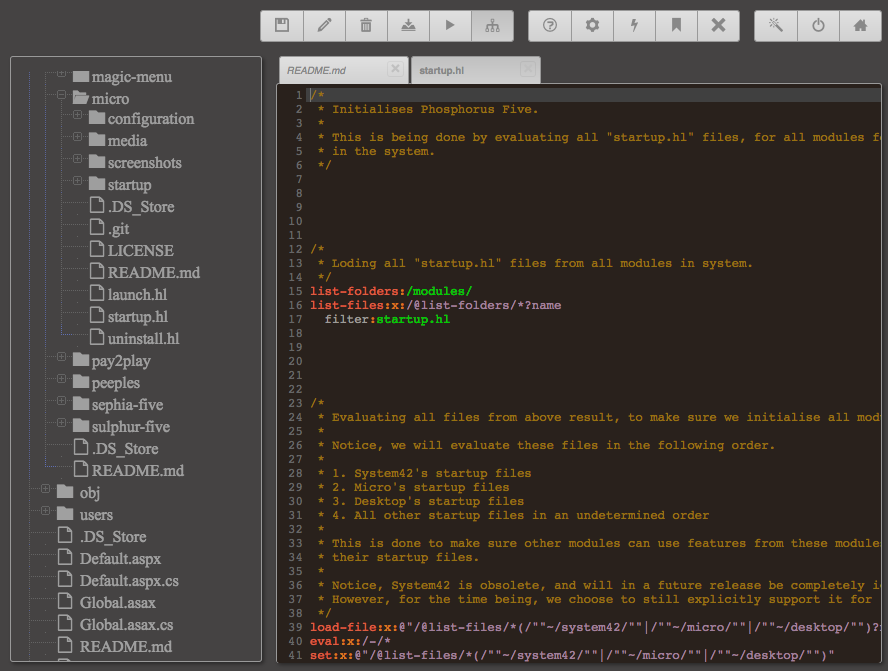 magic-menu
micro
configuration
media
screenshots
startup
.DS_Store
.git
LICENSE
README.md
launch.hl
startup.hl
uninstall.hl
pay2play
peeples
sephia-five
sulphur-five
.DS_Store
README.md
obj
users
.DS_Store
Default.aspx
Default.aspx.cs
Global.asax
Global.asax.cs
README.md
README.md startup.hl
1 /*
2 * Initialises Phosphorus Five.
3 *
4 * This is being done by evaluating all "startup.hl" files, for all modules fo
5 * in the system.
6 */
7
8
9
10
11
12 /*
13 * Loding all "startup.hl" files from all modules in system.
14 */
15 list-folders:/modules/
16 list-files:x:/@list-folders/*?name
17 filter:startup.hl
18
19
20
21
22
23 /*
24 * Evaluating all files from above result, to make sure we initialise all modu
25 *
26 * Notice, we will evaluate these files in the following order.
27 *
28 * 1. System42's startup files
29 * 2. Micro's startup files
30 * 3. Desktop's startup files
31 * 4. All other startup files in an undetermined order
32 *
33 * This is done to make sure other modules can use features from these module
34 * their startup files.
35 *
36 * Notice, System42 is obsolete, and will in a future release be completely i
37 * However, for the time being, we choose to still explicitly support it for
38 */
39 load-file:x:@"/@list-files/*(/""~/system42/""|/""~/micro/""|/""~/desktop/"")?
40 eval:x:/-/*
41 set:x:@"/@list-files/*(/""~/system42/""|/""~/micro/""|/""~/desktop/"")"